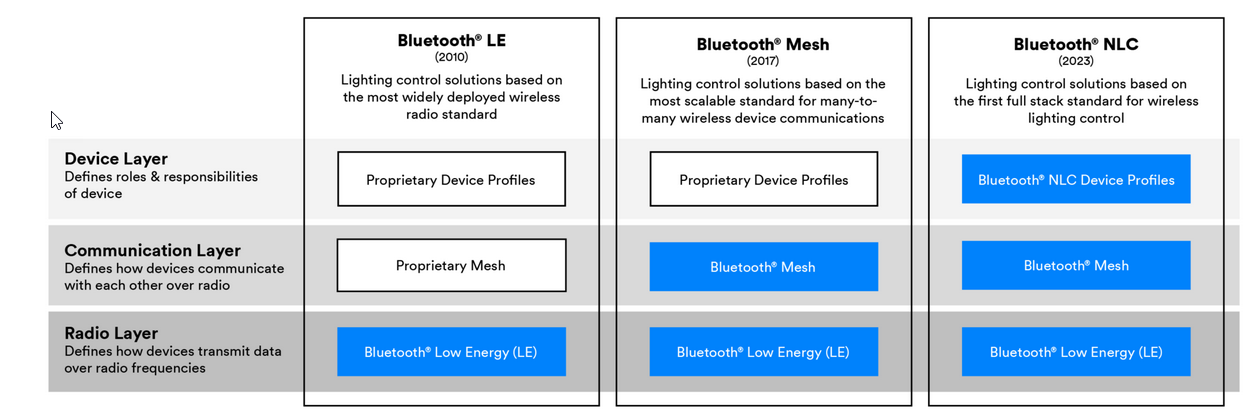 Bluetooth® LE
(2010)
Lighting control solutions based on
the most widely deployed wireless
radio standard
Bluetooth® Mesh
(2017)
Lighting control solutions based on the
most scalable standard for many-to-
many wireless device communications
Bluetooth® NLC
(2023)
Lighting control solutions based on
the first full stack standard for wireless
lighting control
Device Layer
Defines roles & responsibilities
of device
Proprietary Device Profiles
Proprietary Device Profiles
Bluetooth® NLC Device Profiles
Communication Layer
Defines how devices communicate
with each other over radio
Proprietary Mesh
Bluetooth® Mesh
Bluetooth® Mesh
Radio Layer
Defines how devices transmit data
over radio frequencies
Bluetooth® Low Energy (LE)
Bluetooth® Low Energy (LE)
Bluetooth® Low Energy (LE)